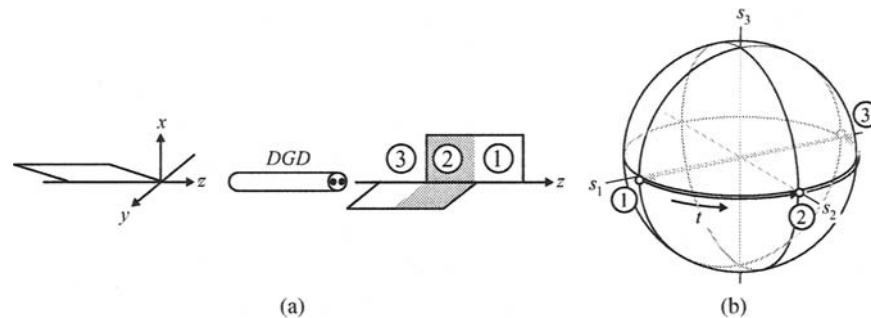 x
z
y
DGD
③ ② ①
z
(a)
s₃
③
s₁
①
t
②
s₂
(b)